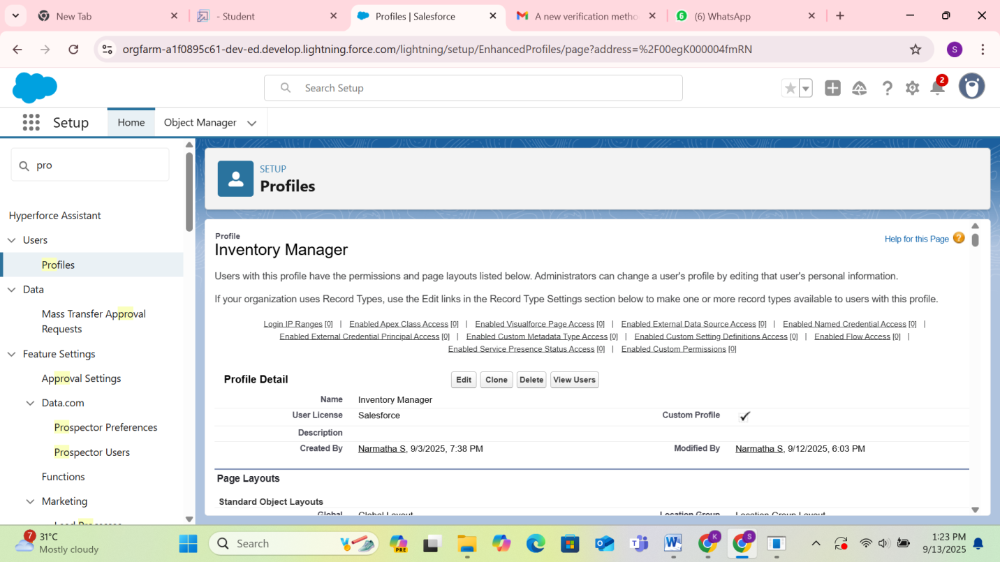 New Tab
- Student
Profiles | Salesforce
A new verification metho
(6) WhatsApp
orgfarm-a1f0895c61-dev-ed.develop.lightning.force.com/lightning/setup/EnhancedProfiles/page?address=%2F00egK000004fmRN
S
Search Setup
2
Setup
Home
Object Manager
pro
Hyperforce Assistant
Users
Profiles
Data
Mass Transfer Approval
Requests
Feature Settings
Approval Settings
Data.com
Prospector Preferences
Prospector Users
Functions
Marketing
Lead Processes
SETUP
Profiles
Profile
Inventory Manager
Help for this Page ?
Users with this profile have the permissions and page layouts listed below. Administrators can change a user's profile by editing that user's personal information.
If your organization uses Record Types, use the Edit links in the Record Type Settings section below to make one or more record types available to users with this profile.
Login IP Ranges [0] | Enabled Apex Class Access [0] | Enabled Visualforce Page Access [0] | Enabled External Data Source Access [0] | Enabled Named Credential Access [0] |
Enabled External Credential Principal Access [0] | Enabled Custom Metadata Type Access [0] | Enabled Custom Setting Definitions Access [0] | Enabled Flow Access [0] |
Enabled Service Presence Status Access [0] | Enabled Custom Permissions [0]
Profile Detail
Edit
Clone
Delete
View Users
Name Inventory Manager
User License Salesforce Custom Profile
Description
Created By Narmatha S, 9/3/2025, 7:38 PM Modified By Narmatha S, 9/12/2025, 6:03 PM
Page Layouts
Standard Object Layouts
Global Global Layout Location Group Location Group Layout
7
31°C
Mostly cloudy
Search
PRE
K
S
1:23 PM
9/13/2025